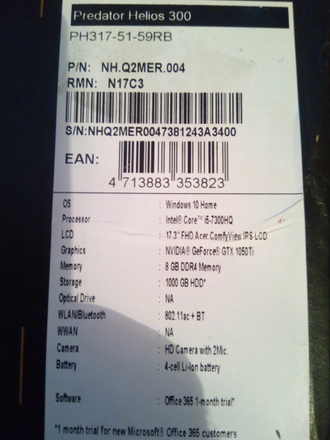 Predator Helios 300
PH317-51-59RB
P/N: NH.Q2MER.004
RMN: N17C3
S/N:NHQ2MER0047381243A3400
EAN:
4 713883 353823
OS : Windows 10 Home
Processor : Intel® Core™ i5-7300HQ
LCD : 17.3" FHD Acer ComfyView IPS LCD
Graphics : NVIDIA® GeForce® GTX 1050Ti
Memory : 8 GB DDR4 Memory
Storage : 1000 GB HDD*
Optical Drive : NA
WLAN/Bluetooth : 802.11ac + BT
WWAN : NA
Camera : HD Camera with 2Mic.
Battery : 4-cell Li-Ion battery
Software : Office 365 1-month trial*
*1 month trial for new Microsoft® Office 365 customers